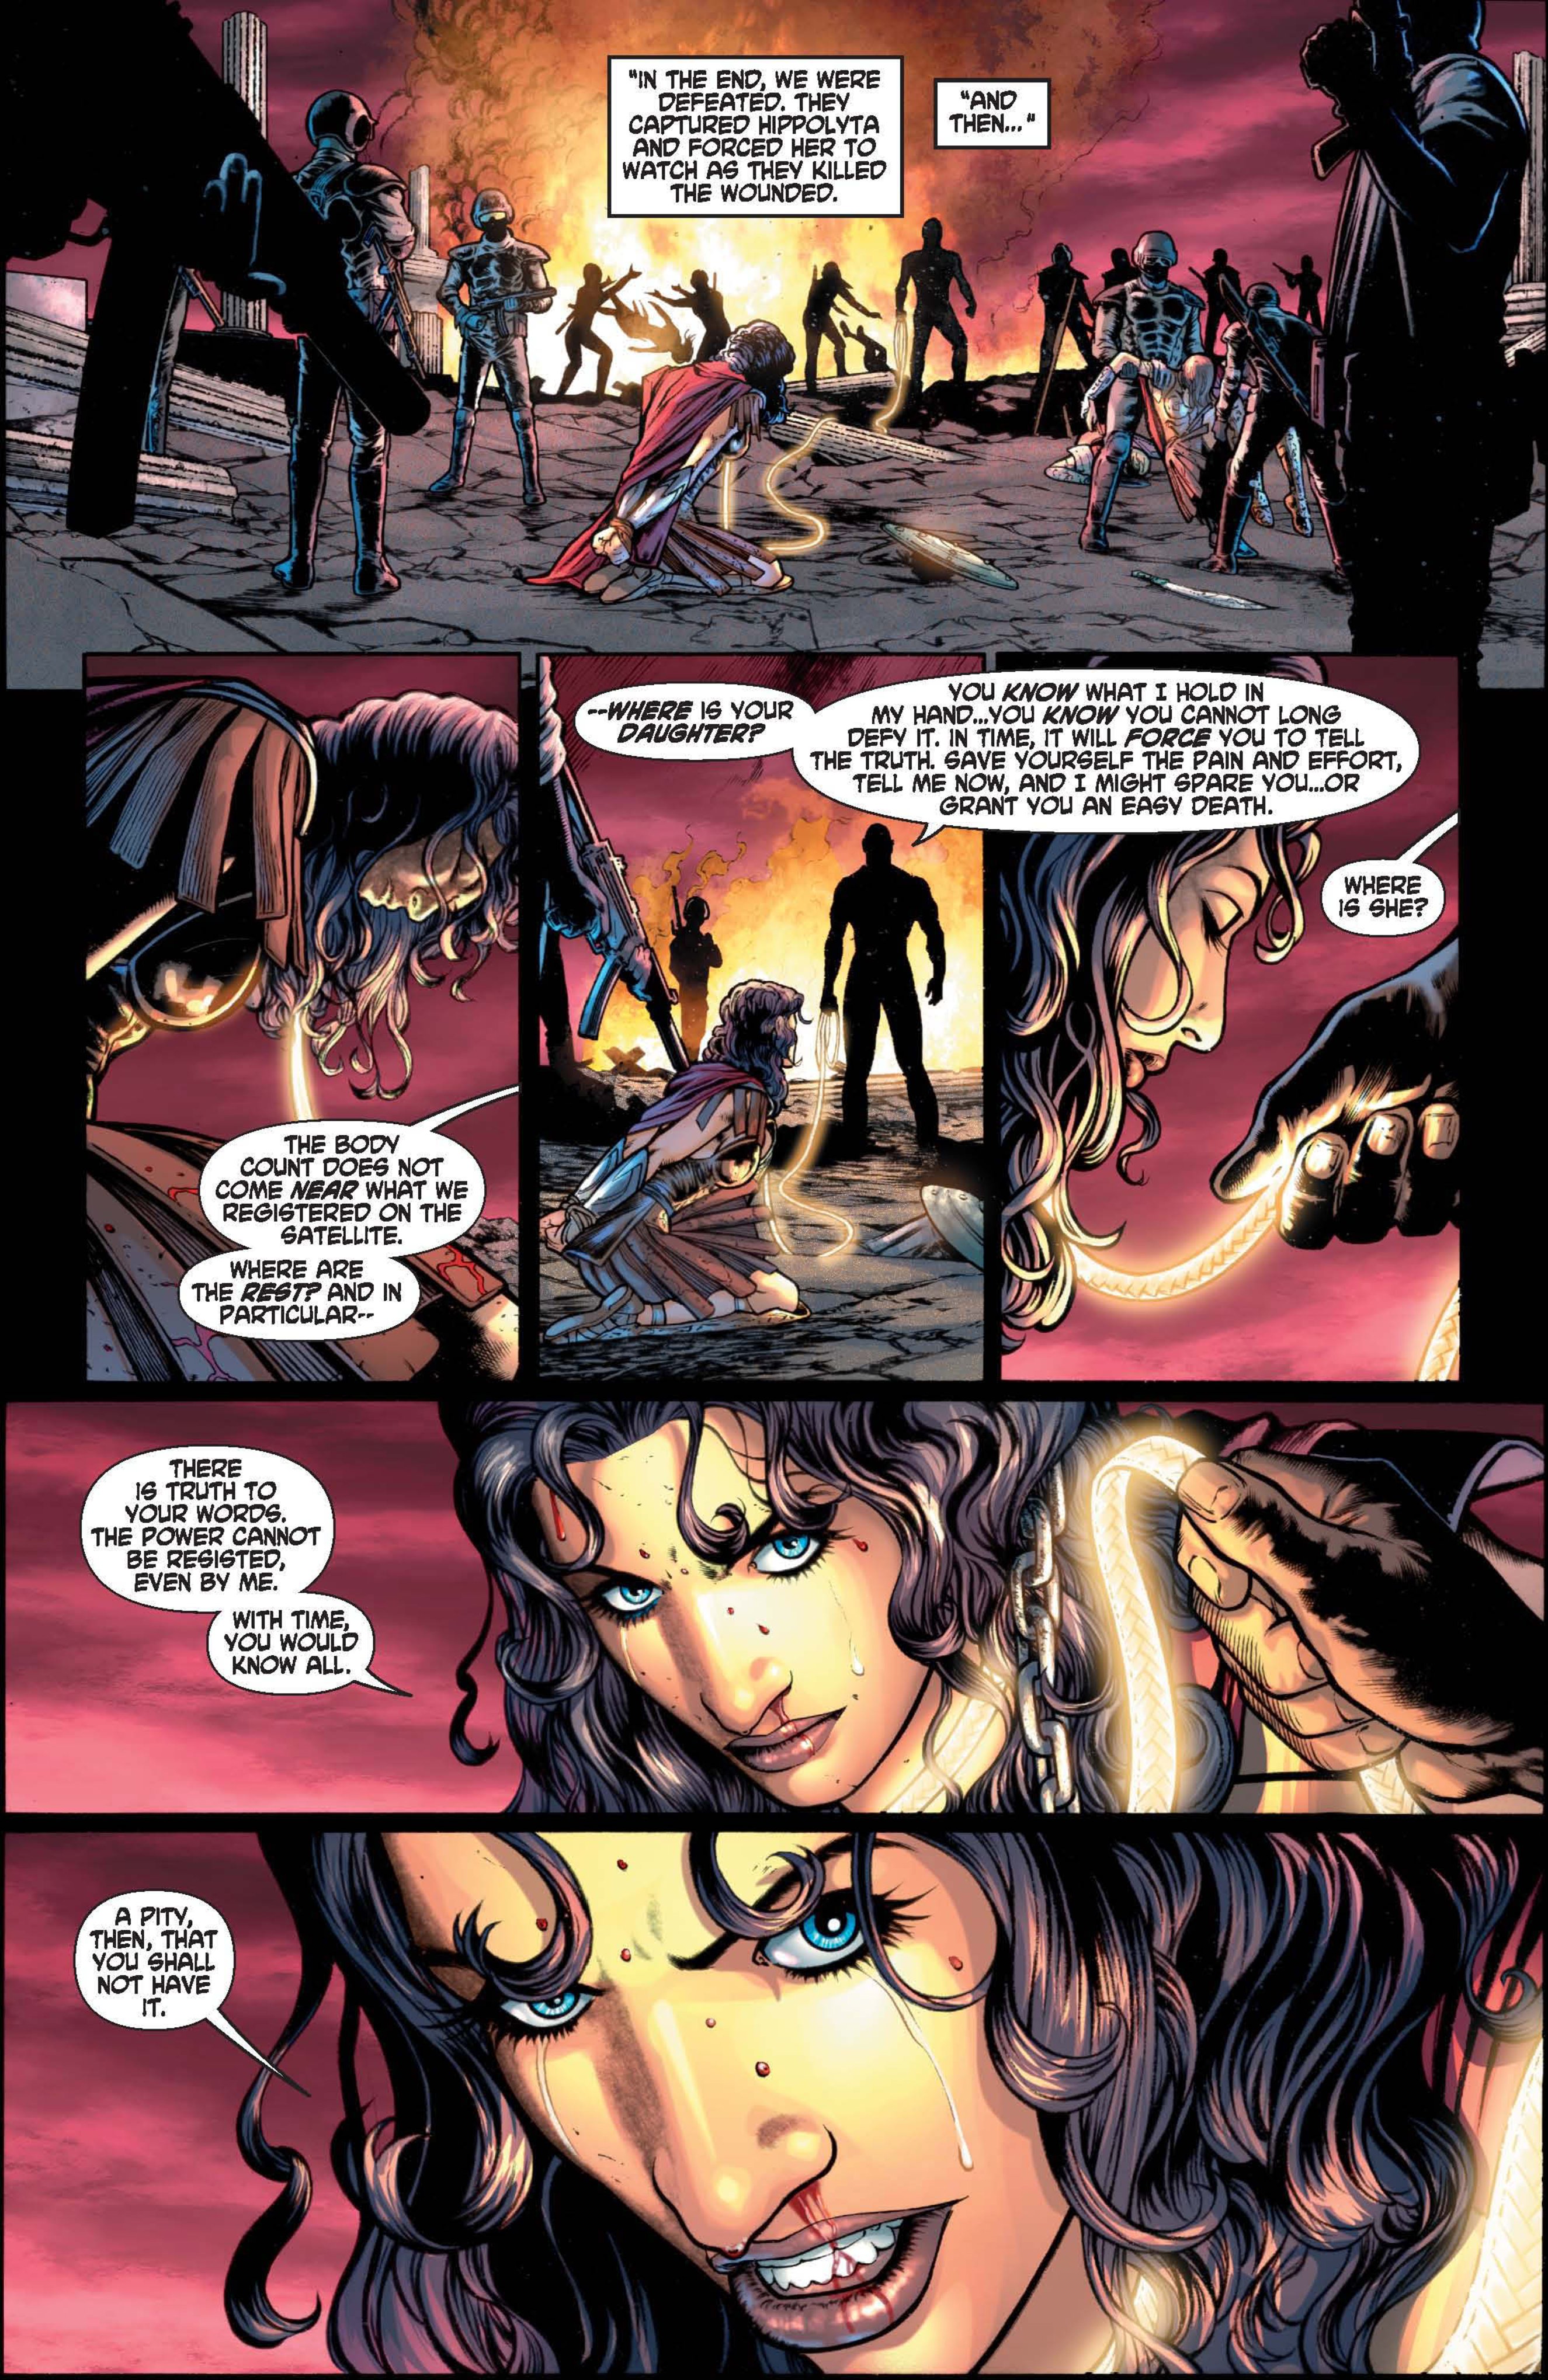 "IN THE END, WE WERE
DEFEATED. THEY
CAPTURED HIPPOLYTA
AND FORCED HER TO
WATCH AS THEY KILLED
THE WOUNDED.
"AND
THEN..."
THE BODY
COUNT DOES NOT
COME NEAR WHAT WE
REGISTERED ON THE
SATELLITE.
WHERE ARE
THE REST? AND IN
PARTICULAR--
--WHERE IS YOUR
DAUGHTER?
YOU KNOW WHAT I HOLD IN
MY HAND...YOU KNOW YOU CANNOT LONG
DEFY IT. IN TIME, IT WILL FORCE YOU TO TELL
THE TRUTH. SAVE YOURSELF THE PAIN AND EFFORT,
TELL ME NOW, AND I MIGHT SPARE YOU...OR
GRANT YOU AN EASY DEATH.
WHERE
IS SHE?
THERE
IS TRUTH TO
YOUR WORDS.
THE POWER CANNOT
BE RESISTED,
EVEN BY ME.
WITH TIME,
YOU WOULD
KNOW ALL.
A PITY,
THEN, THAT
YOU SHALL
NOT HAVE
IT.